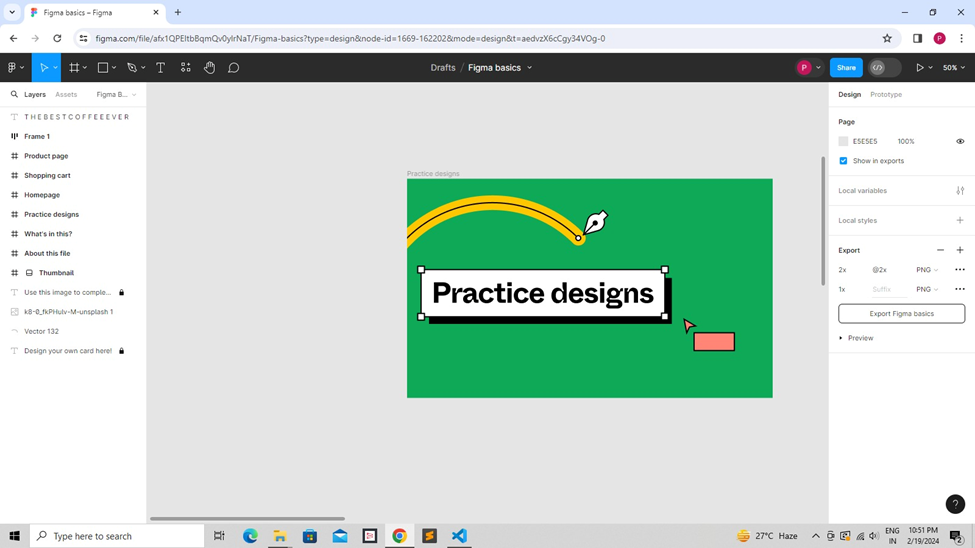 Figma basics – Figma
figma.com/file/afx1QPEltbBqmQv0ylrNaT/Figma-basics?type=design&node-id=1669-162202&mode=design&t=aedvzX6cCgy34VOg-0
P
Drafts / Figma basics
P
Share
50%
Layers
Assets
Figma B...
Design
Prototype
T H E B E S T C O F F E E E V E R
Frame 1
Product page
Shopping cart
Homepage
Practice designs
What's in this?
About this file
Thumbnail
Use this image to comple...
k8-0_fkPHulv-M-unsplash 1
Vector 132
Design your own card here!
Practice designs
Practice designs
Page
E5E5E5 100%
Show in exports
Local variables
Local styles
Export
2x @2x PNG
1x Suffix PNG
Export Figma basics
Preview
?
Type here to search
27°C Haze
ENG
IN
10:51 PM
2/19/2024
2